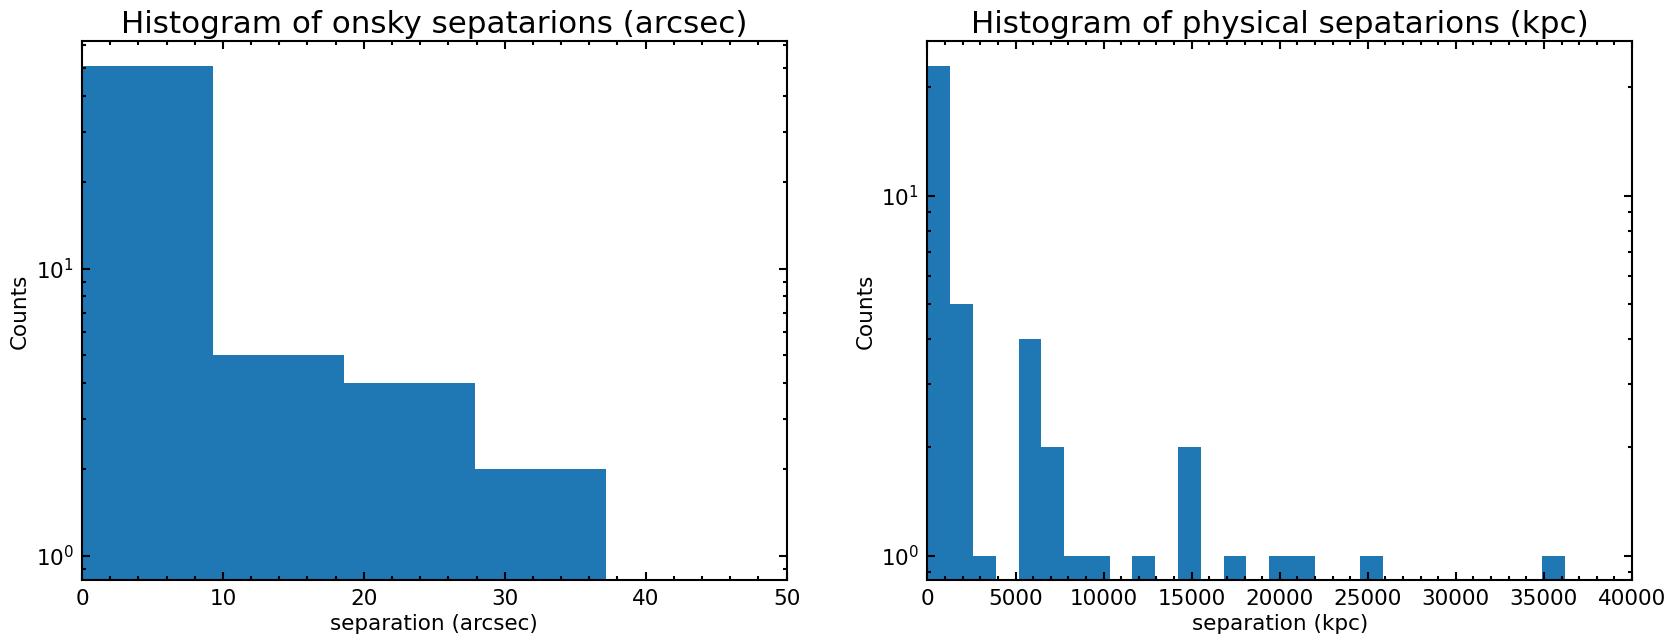 Histogram of onsky sepatarions (arcsec)
Counts
10¹
10⁰
0 10 20 30 40 50
separation (arcsec)
Histogram of physical sepatarions (kpc)
Counts
10¹
10⁰
0 5000 10000 15000 20000 25000 30000 35000 40000
separation (kpc)